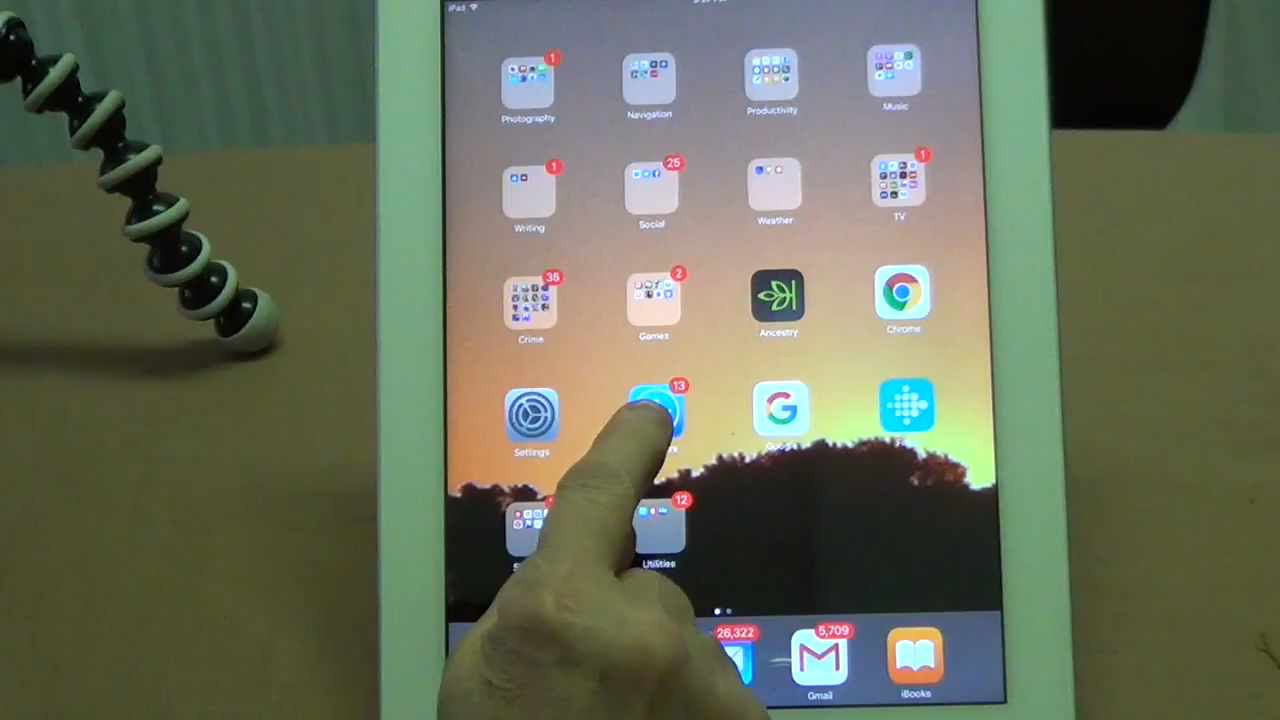 iPad
1
Photography
Navigation
Productivity
Music
1
Writing
25
Social
Weather
1
TV
35
Crime
2
Games
Ancestry
Chrome
Settings
13
G
Google
12
Utilities
26,322
5,709
Gmail
iBooks